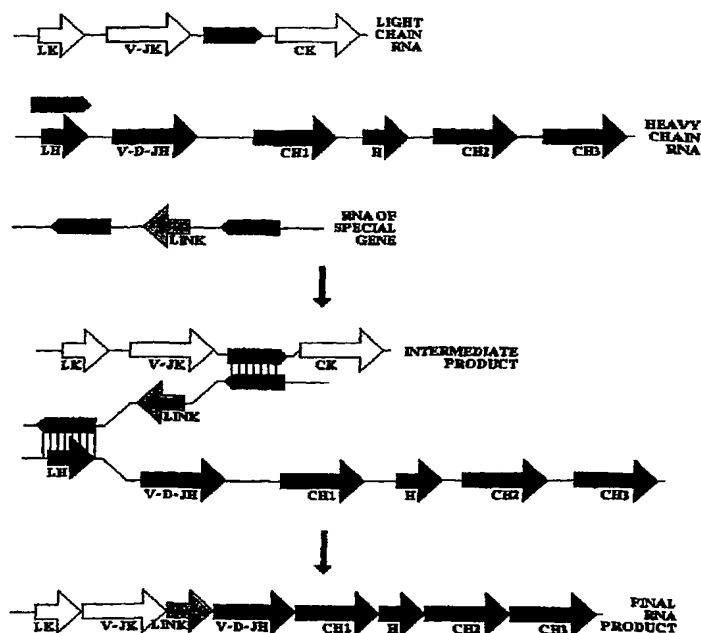 LK V-JK CK
LIGHT
CHAIN
RNA
LH V-D-JH CH1 H CH2 CH3
HEAVY
CHAIN
RNA
LINK
RNA OF
SPECIAL
GENE
LK V-JK CK
INTERMEDIATE
PRODUCT
LINK
LH
V-D-JH CH1 H CH2 CH3
LK V-JK LINK V-D-JH CH1 H CH2 CH3
FINAL
RNA
PRODUCT